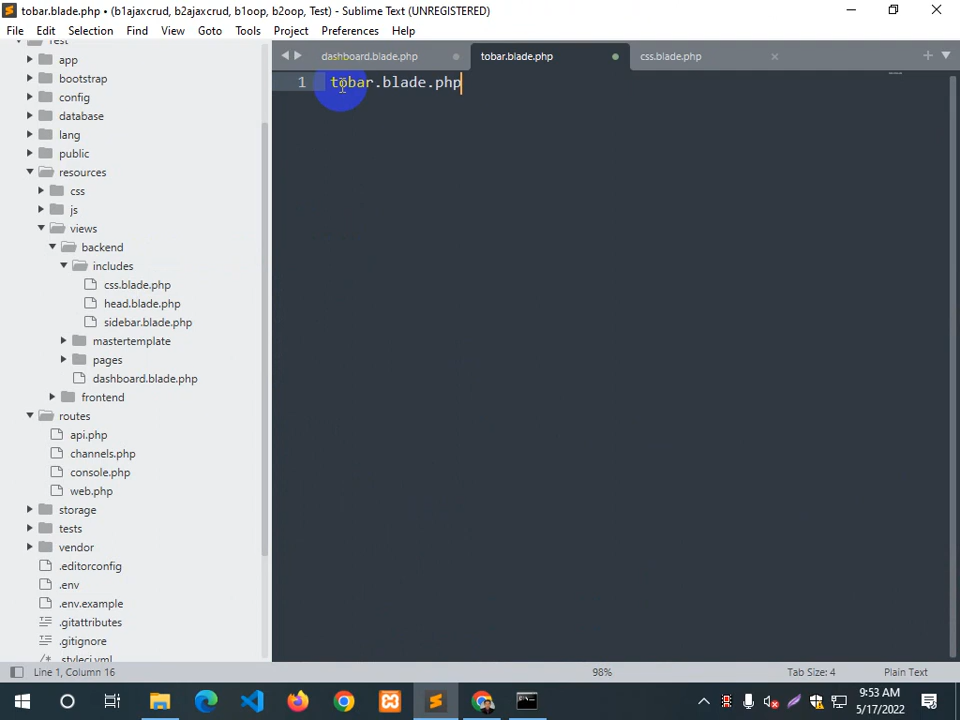 tobar.blade.php • (b1ajaxcrud, b2ajaxcrud, b1oop, b2oop, Test) - Sublime Text (UNREGISTERED)
File Edit Selection Find View Goto Tools Project Preferences Help
Test
dashboard.blade.php tobar.blade.php css.blade.php
app
1 tobar.blade.php
bootstrap
config
database
lang
public
resources
css
js
views
backend
includes
css.blade.php
head.blade.php
sidebar.blade.php
mastertemplate
pages
dashboard.blade.php
frontend
routes
api.php
channels.php
console.php
web.php
storage
tests
vendor
.editorconfig
.env
.env.example
.gitattributes
.gitignore
.styleci.yml
Line 1, Column 16 98% Tab Size: 4 Plain Text
9:53 AM
5/17/2022